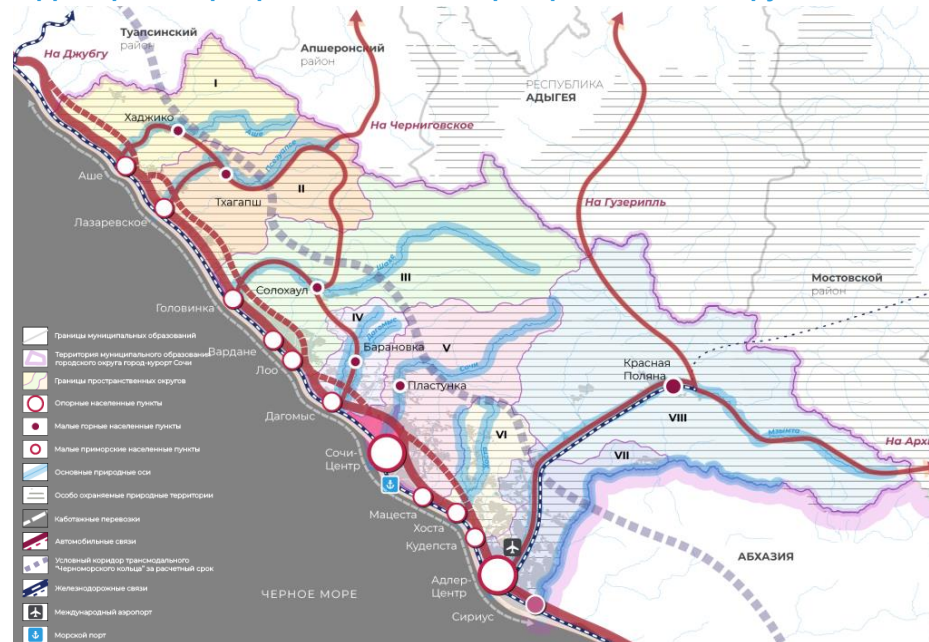 Туапсинский
район
На Джубгу
Апшеронский
район
РЕСПУБЛИКА
АДЫГЕЯ
I
Хаджико
Аше
На Черниговское
Псезуапсе
Аше
II
Тхагапш
На Гузерипль
Лазаревское
III
Шахе
Мостовской
район
Солохаул
Головинка
IV
Дагомыс
Барановка
V
Сочи
Вардане
Красная
Поляна
Лоо
Пластунка
Дагомыс
VI
VIII
Мзымта
Сочи-
Центр
VII
На Арх
Мацеста
Хоста
Кудепста
АБХАЗИЯ
Адлер-
Центр
ЧЕРНОЕ МОРЕ
Сириус
Границы муниципальных образований
Территория муниципального образования
городского округа город-курорт Сочи
Границы пространственных округов
Опорные населенные пункты
Малые горные населенные пункты
Малые приморские населенные пункты
Основные природные оси
Особо охраняемые природные территории
Каботажные перевозки
Автомобильные связи
Условный коридор трансмодального
"Черноморского кольца" за расчетный срок
Железнодорожные связи
Международный аэропорт
Морской порт